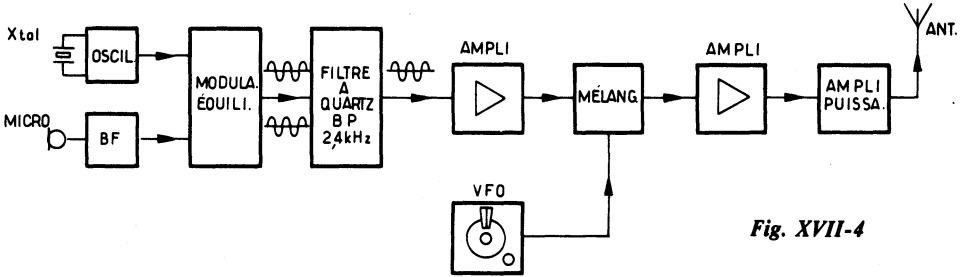 Xtal
OSCIL.
MICRO
BF
MODULA.
ÉQUILI.
FILTRE
A
QUARTZ
BP
2,4kHz
AMPLI
MÉLANG.
VFO
AMPLI
AMPLI
PUISSA.
ANT.
Fig. XVII-4